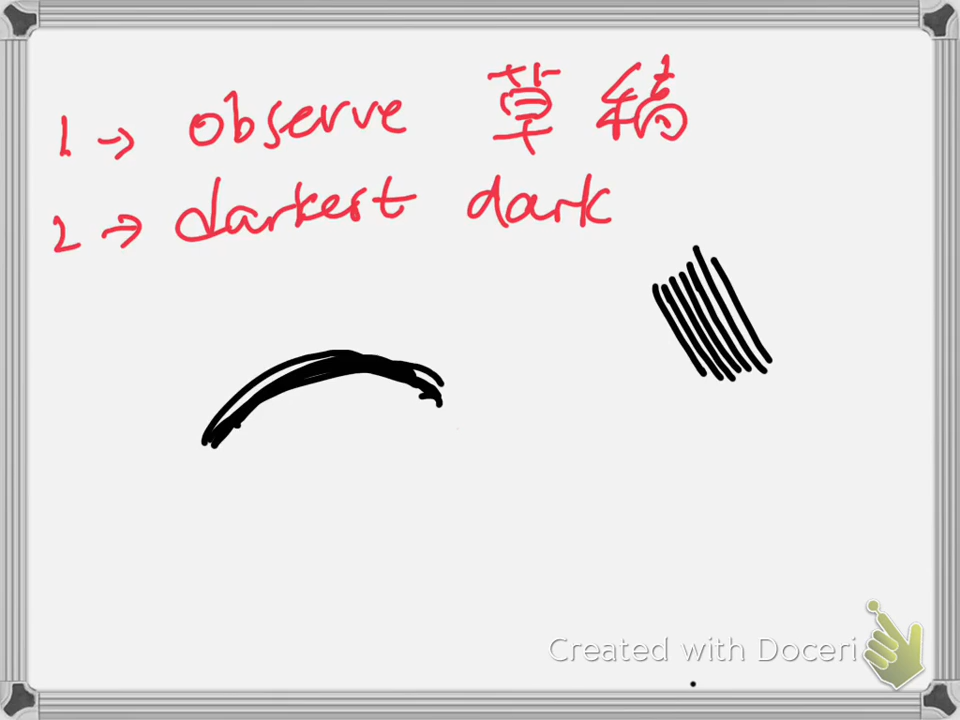 1 → observe 草稿
2 → darkest dark
Created with Doceri